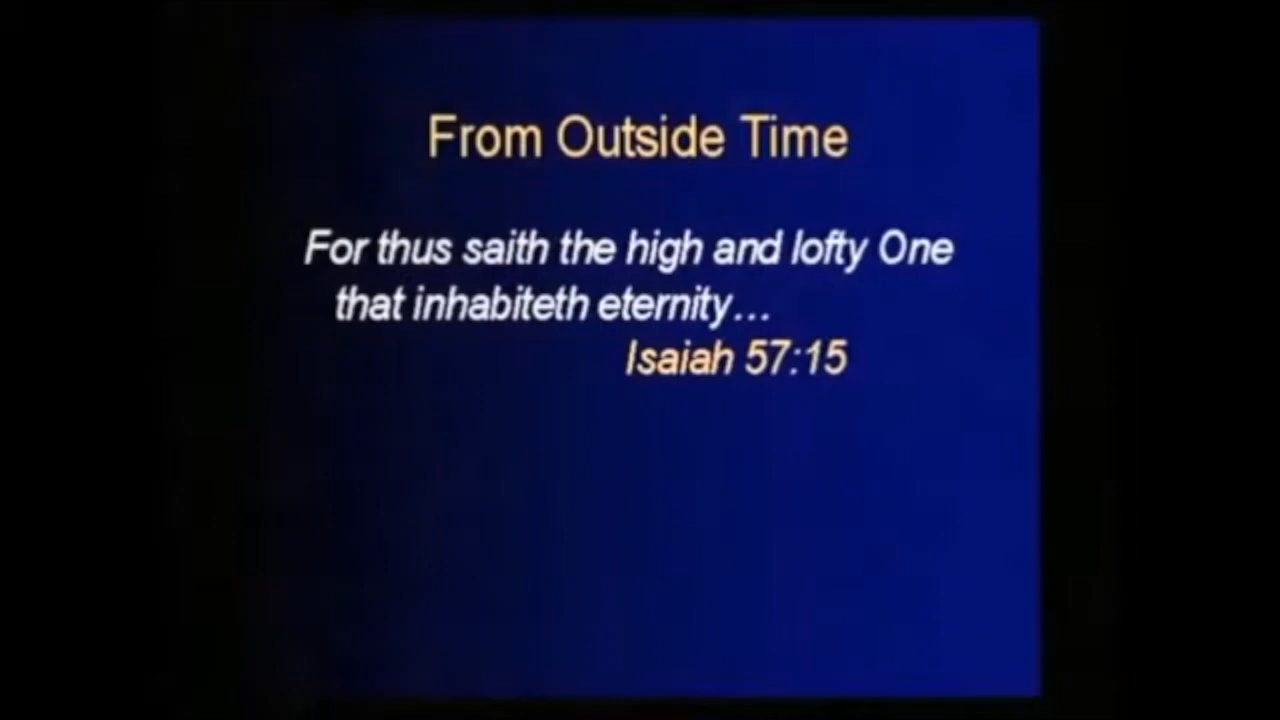 From Outside Time
For thus saith the high and lofty One
that inhabiteth eternity...
Isaiah 57:15